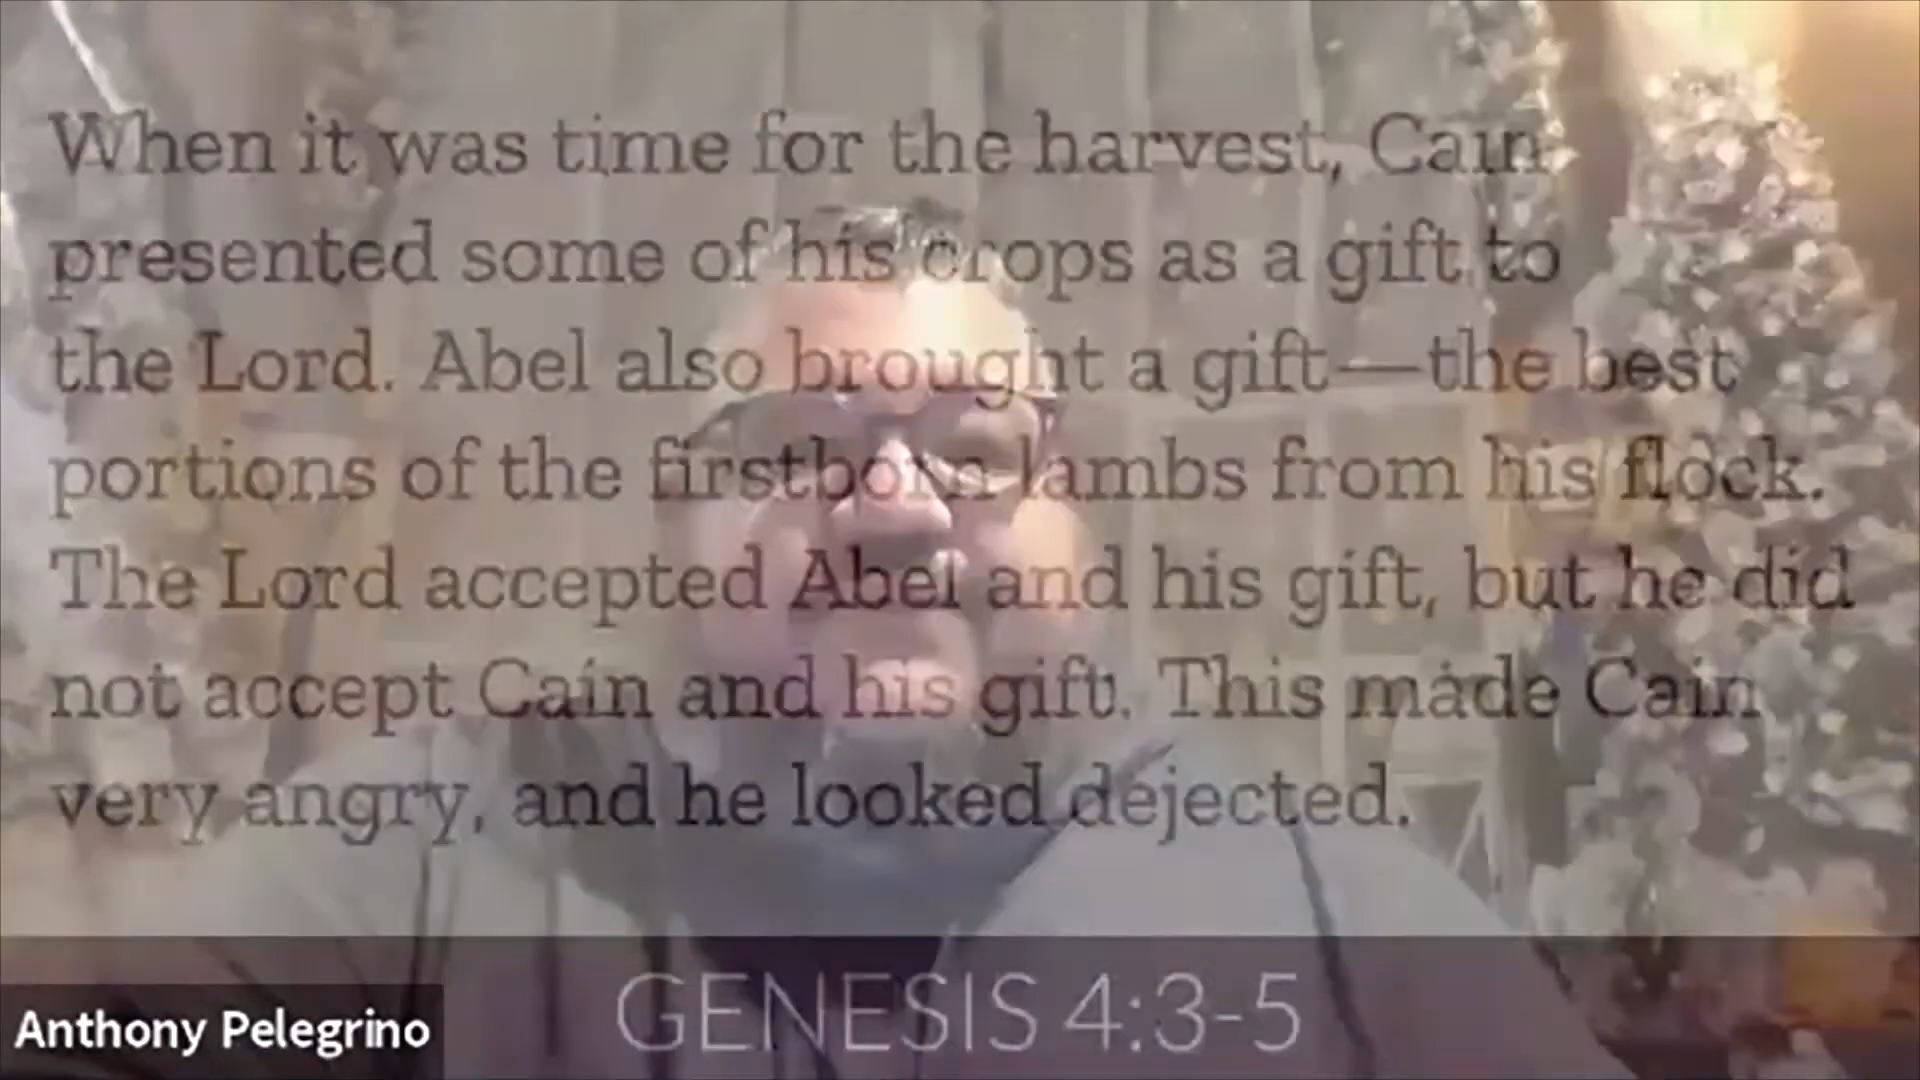 When it was time for the harvest, Cain
presented some of his crops as a gift to
the Lord. Abel also brought a gift—the best
portions of the firstborn lambs from his flock.
The Lord accepted Abel and his gift, but he did
not accept Cain and his gift. This made Cain
very angry, and he looked dejected.
GENESIS 4:3-5
Anthony Pelegrino